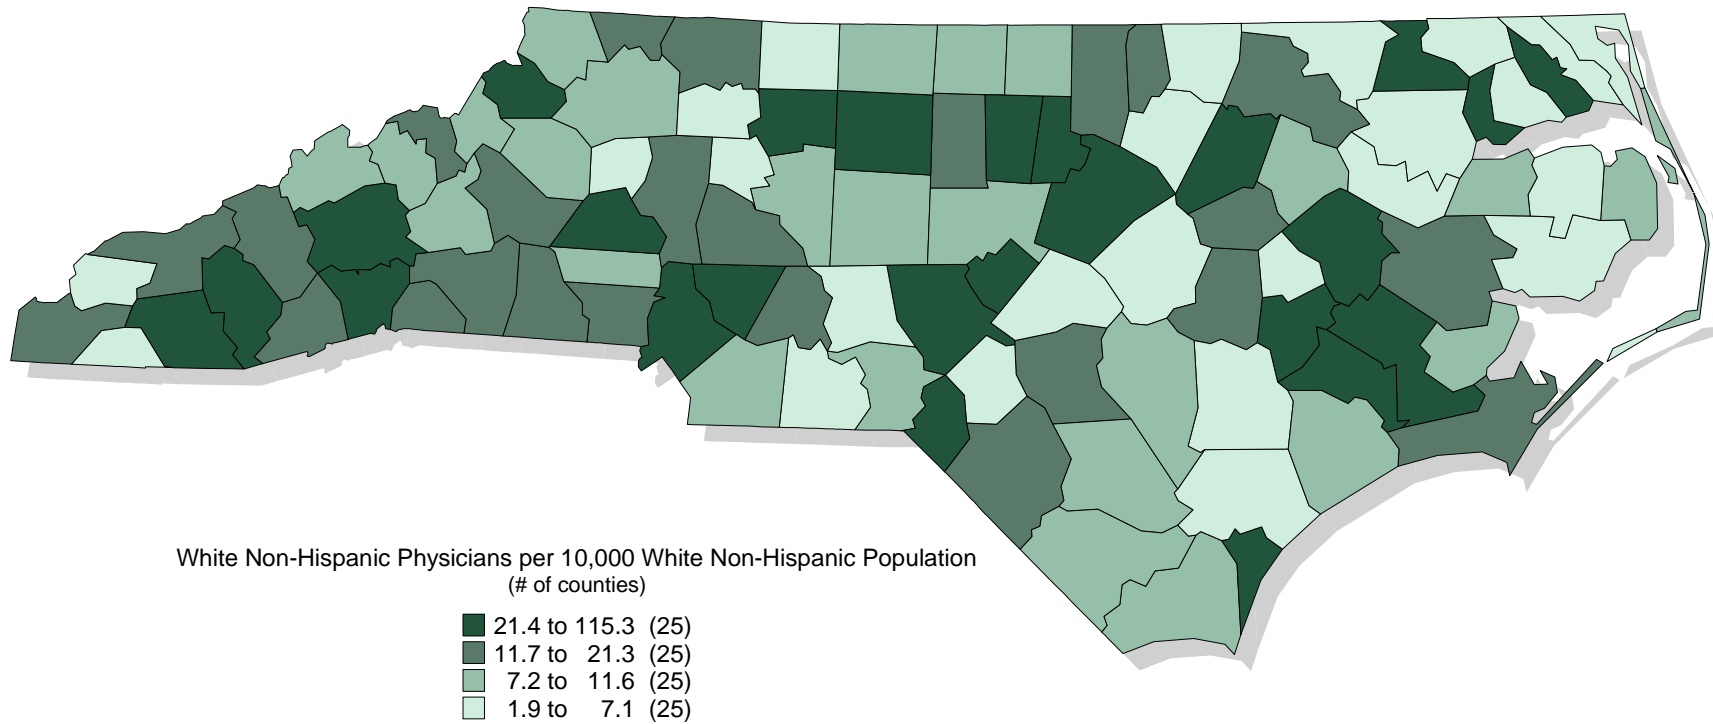 White Non-Hispanic Physicians per 10,000 White Non-Hispanic Population
(# of counties)
21.4 to 115.3 (25)
11.7 to 21.3 (25)
7.2 to 11.6 (25)
1.9 to 7.1 (25)